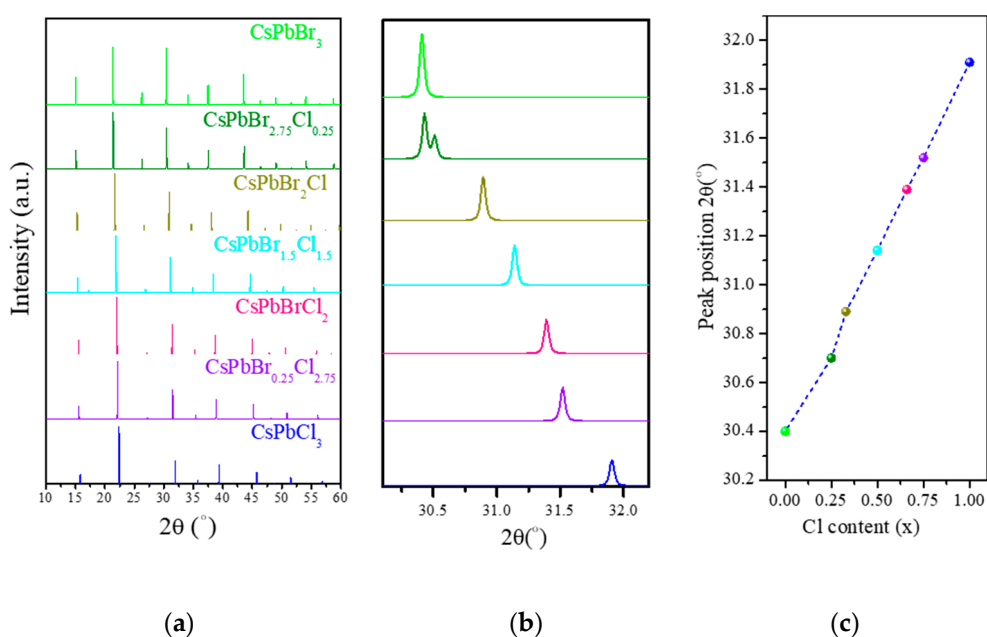 CsPbBr3
CsPbBr2.75Cl0.25
CsPbBr2Cl
CsPbBr1.5Cl1.5
CsPbBrCl2
CsPbBr0.25Cl2.75
CsPbCl3
Intensity (a.u.)
10 15 20 25 30 35 40 45 50 55 60
2θ (°)
30.5 31.0 31.5 32.0
2θ(°)
Peak position 2θ(°)
32.0
31.8
31.6
31.4
31.2
31.0
30.8
30.6
30.4
30.2
0.00 0.25 0.50 0.75 1.00
Cl content (x)
(a) (b) (c)